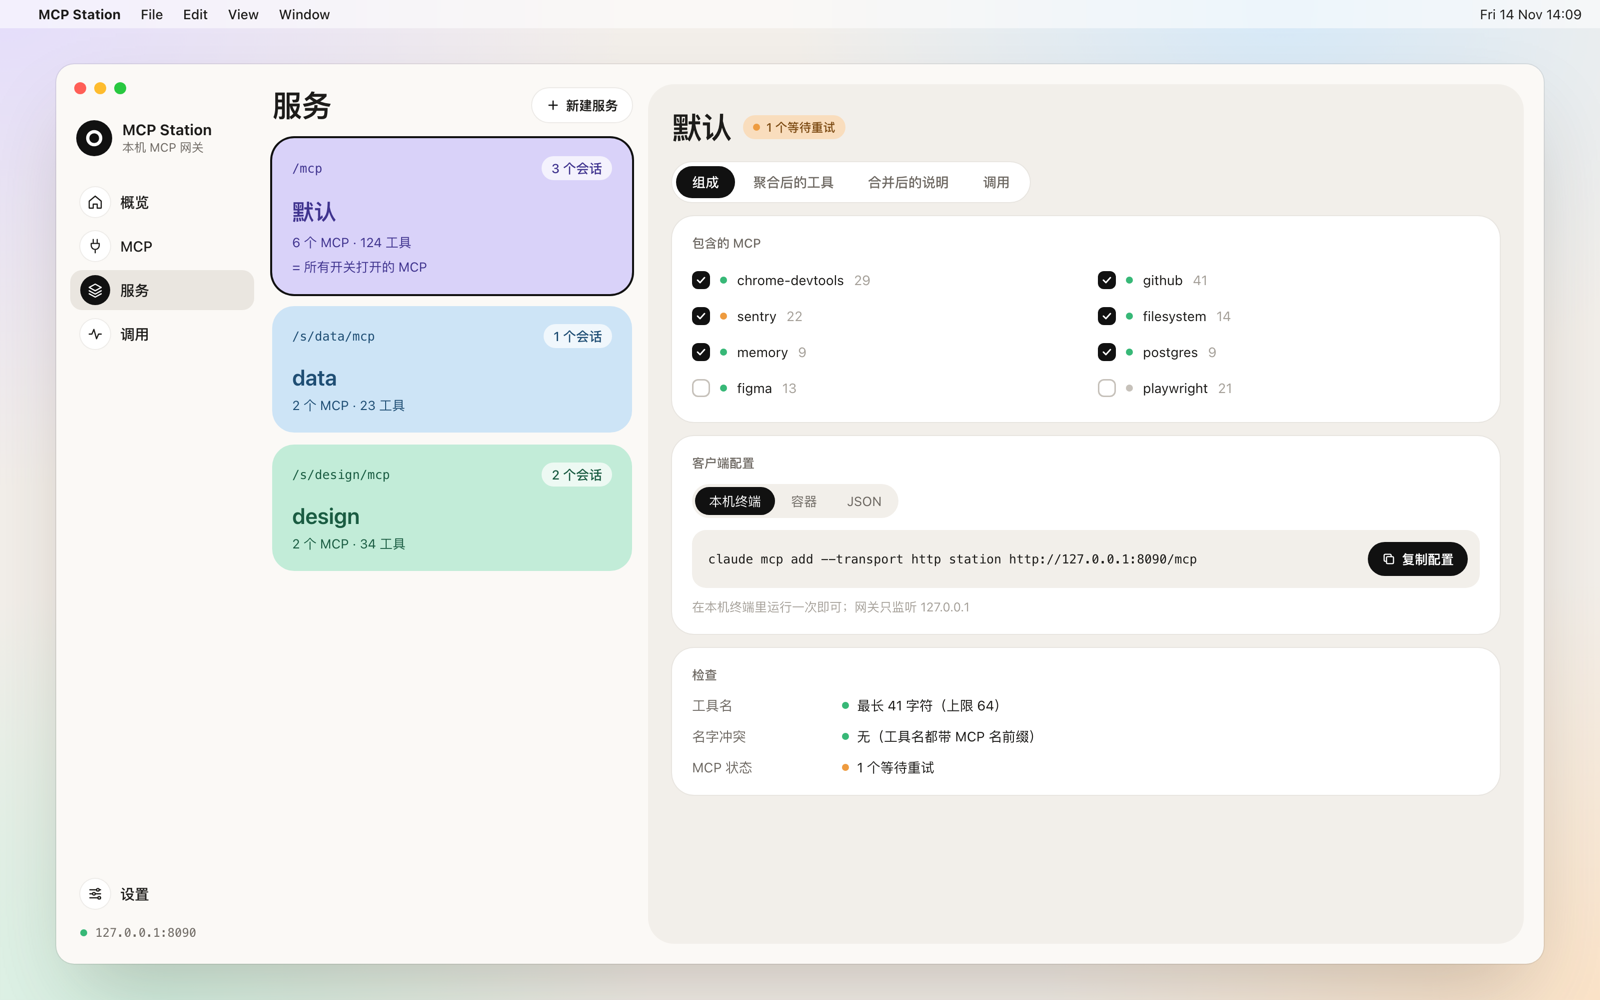 MCP Station File Edit View Window Fri 14 Nov 14:09
MCP Station
本机 MCP 网关
概览
MCP
服务
调用
设置
127.0.0.1:8090
服务
新建服务
/mcp 3 个会话
默认
6 个 MCP · 124 工具
= 所有开关打开的 MCP
/s/data/mcp 1 个会话
data
2 个 MCP · 23 工具
/s/design/mcp 2 个会话
design
2 个 MCP · 34 工具
默认 1 个等待重试
组成 聚合后的工具 合并后的说明 调用
包含的 MCP
chrome-devtools 29 github 41
sentry 22 filesystem 14
memory 9 postgres 9
figma 13 playwright 21
客户端配置
本机终端 容器 JSON
claude mcp add --transport http station http://127.0.0.1:8090/mcp 复制配置
在本机终端里运行一次即可；网关只监听 127.0.0.1
检查
工具名 最长 41 字符（上限 64）
名字冲突 无（工具名都带 MCP 名前缀）
MCP 状态 1 个等待重试